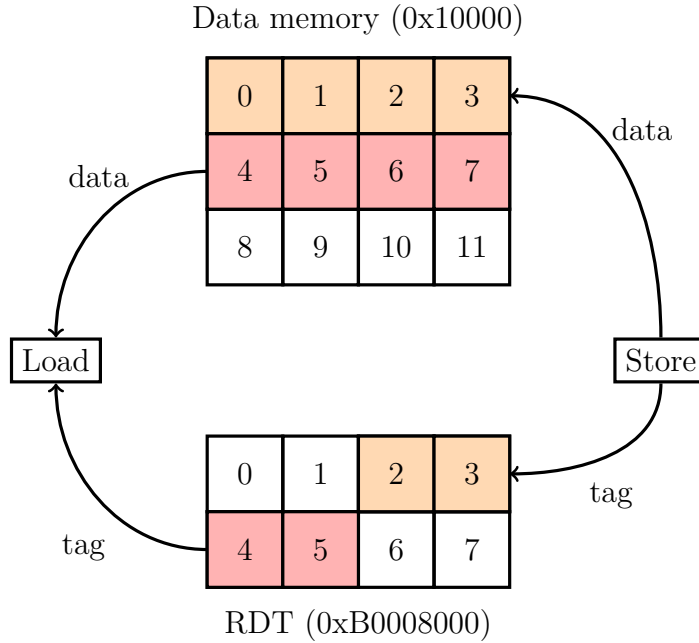 Data memory (0x10000)
0 1 2 3
data
data
4 5 6 7
8 9 10 11
Load
Store
0 1 2 3
tag
tag
4 5 6 7
RDT (0xB0008000)